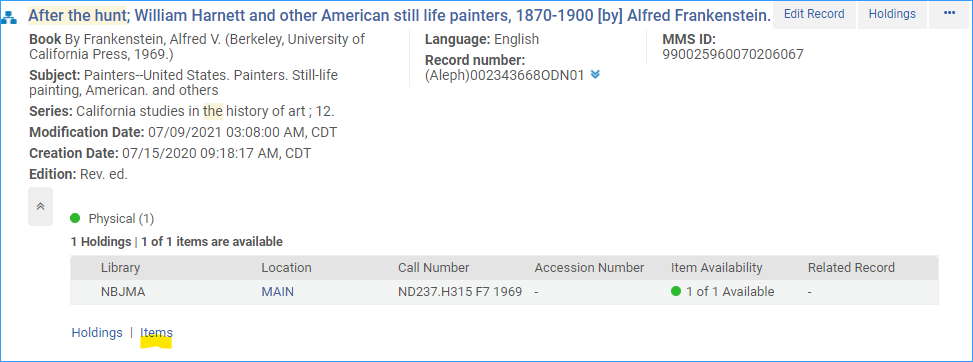 After the hunt; William Harnett and other American still life painters, 1870-1900 [by] Alfred Frankenstein. Edit Record Holdings •••
Book By Frankenstein, Alfred V. (Berkeley, University of
California Press, 1969.)
Subject: Painters--United States. Painters. Still-life
painting, American. and others
Series: California studies in the history of art ; 12.
Modification Date: 07/09/2021 03:08:00 AM, CDT
Creation Date: 07/15/2020 09:18:17 AM, CDT
Edition: Rev. ed.
Language: English
Record number:
(Aleph)002343668ODN01
MMS ID:
990025960070206067
Physical (1)
1 Holdings | 1 of 1 items are available
Library Location Call Number Accession Number Item Availability Related Record
NBJMA MAIN ND237.H315 F7 1969 - 1 of 1 Available -
Holdings | Items